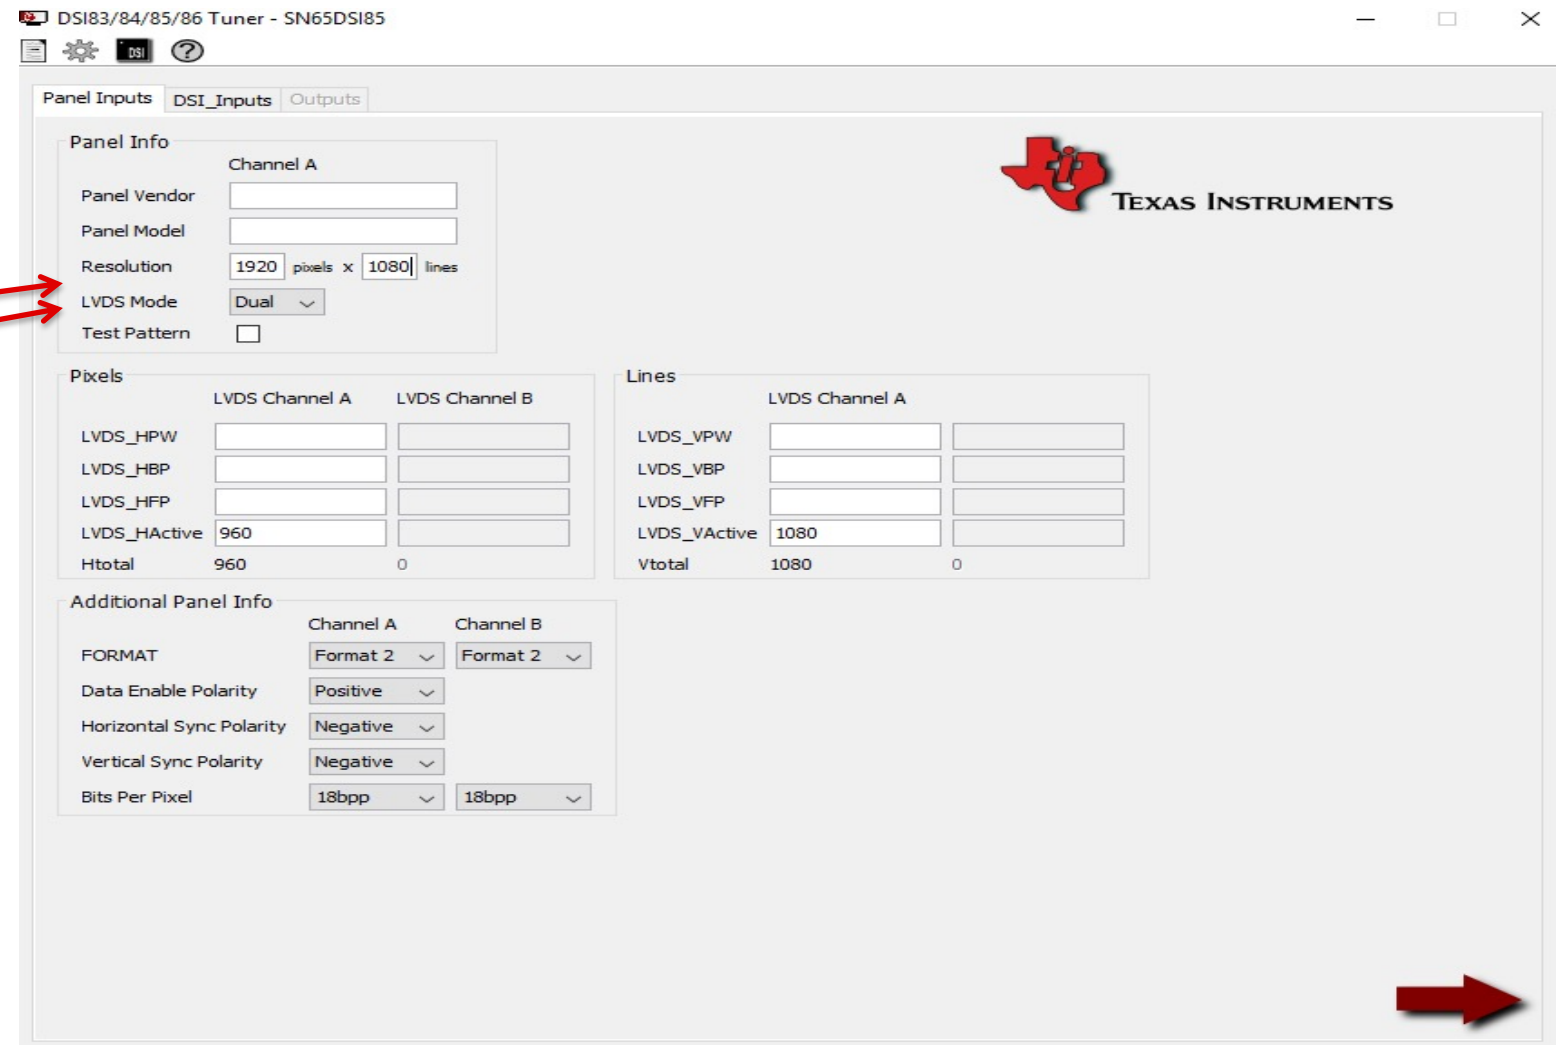 DSI83/84/85/86 Tuner - SN65DSI85
DSI
Panel Inputs DSI_Inputs Outputs
Panel Info
Channel A
Panel Vendor
Panel Model
Resolution 1920 pixels x 1080 lines
LVDS Mode Dual
Test Pattern
TEXAS INSTRUMENTS
Pixels
LVDS Channel A LVDS Channel B
LVDS_HPW
LVDS_HBP
LVDS_HFP
LVDS_HActive 960
Htotal 960 0
Lines
LVDS Channel A
LVDS_VPW
LVDS_VBP
LVDS_VFP
LVDS_VActive 1080
Vtotal 1080 0
Additional Panel Info
Channel A Channel B
FORMAT Format 2 Format 2
Data Enable Polarity Positive
Horizontal Sync Polarity Negative
Vertical Sync Polarity Negative
Bits Per Pixel 18bpp 18bpp